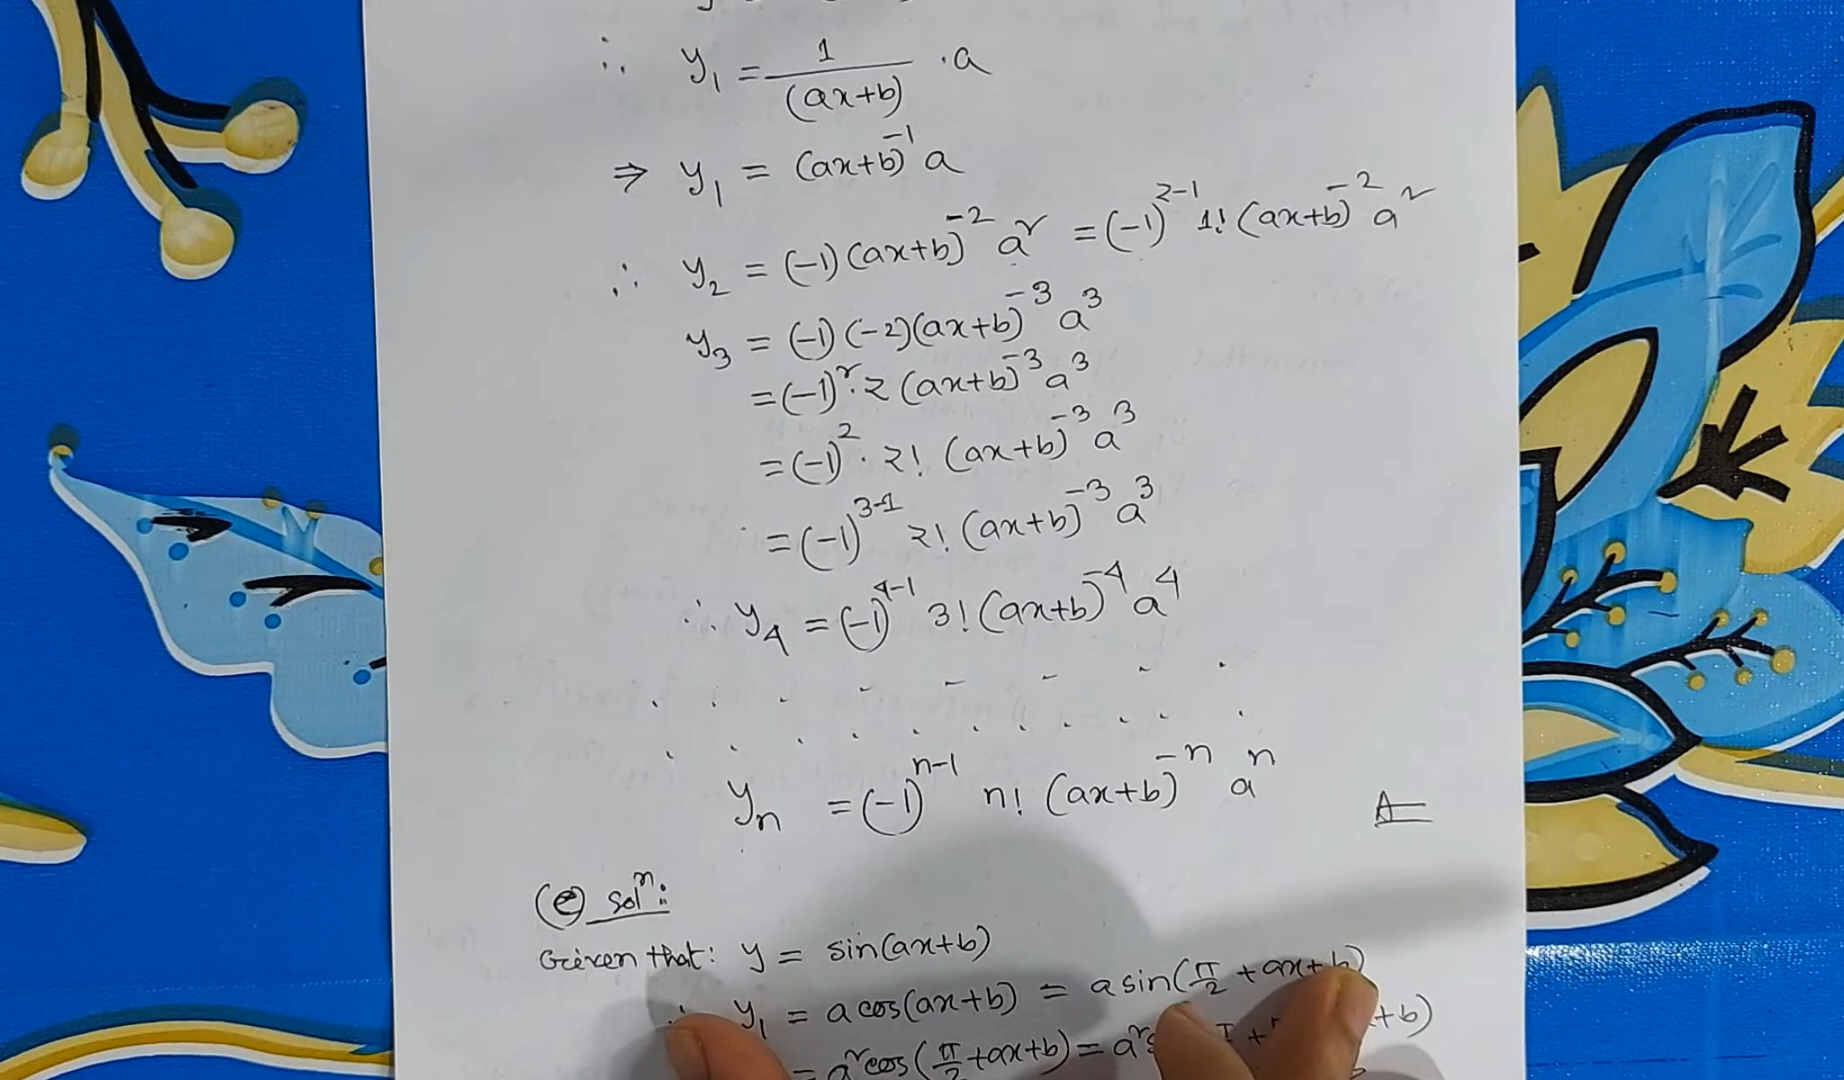 ∴ y₁ = 1/(ax+b) · a
⇒ y₁ = (ax+b)⁻¹ a
∴ y₂ = (-1)(ax+b)⁻² a² = (-1)²⁻¹ 1! (ax+b)⁻² a²
y₃ = (-1)(-2)(ax+b)⁻³ a³
= (-1)² · 2 (ax+b)⁻³ a³
= (-1)² · 2! (ax+b)⁻³ a³
= (-1)³⁻¹ 2! (ax+b)⁻³ a³
∴ y₄ = (-1)⁴⁻¹ 3! (ax+b)⁻⁴ a⁴
yₙ = (-1)ⁿ⁻¹ n! (ax+b)⁻ⁿ aⁿ
(e) solⁿ:
Given that: y = sin(ax+b)
y₁ = a cos(ax+b) = a sin(π/2 + ax+b)
= a² cos(π/2 + ax+b) = a²